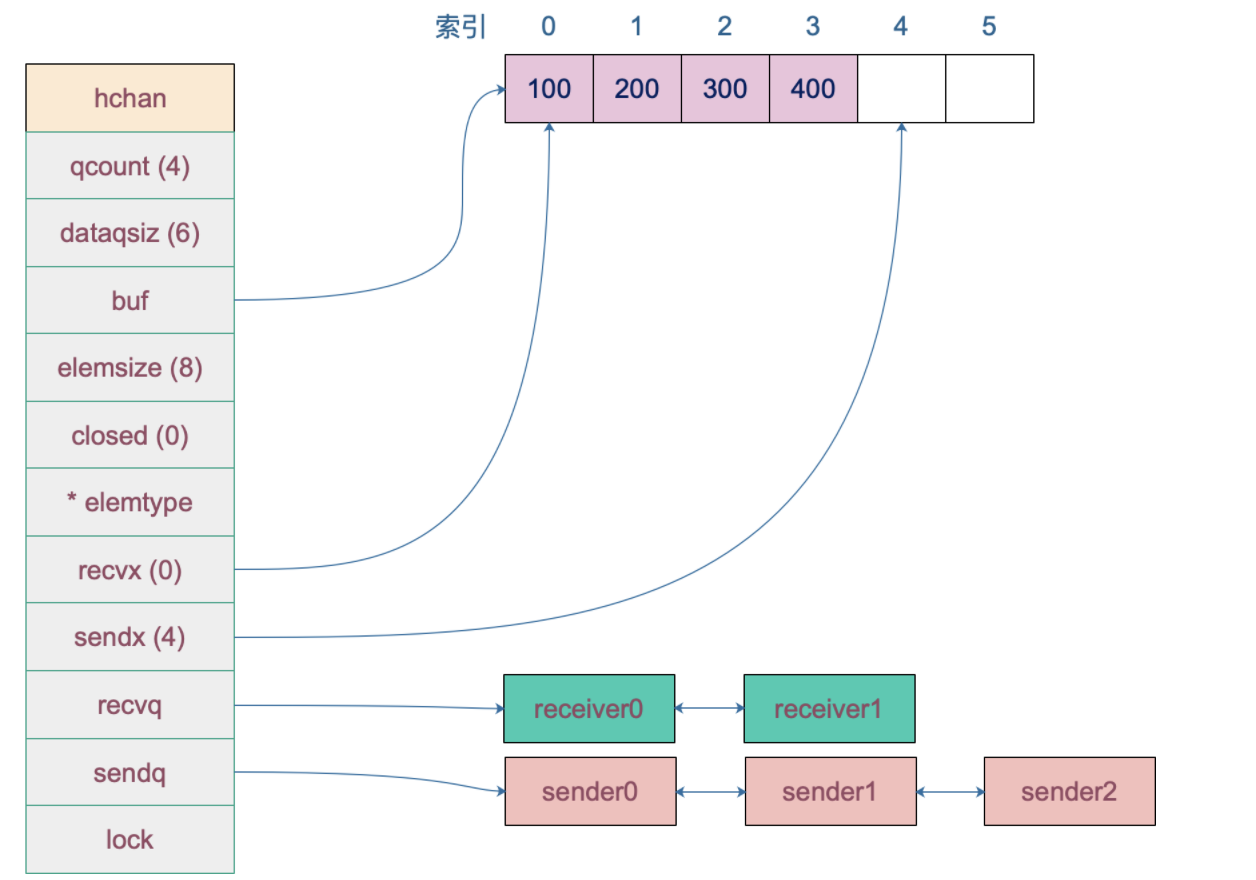 索引 0 1 2 3 4 5
100 200 300 400
hchan
qcount (4)
dataqsiz (6)
buf
elemsize (8)
closed (0)
* elemtype
recvx (0)
sendx (4)
recvq
receiver0 receiver1
sendq
sender0 sender1 sender2
lock